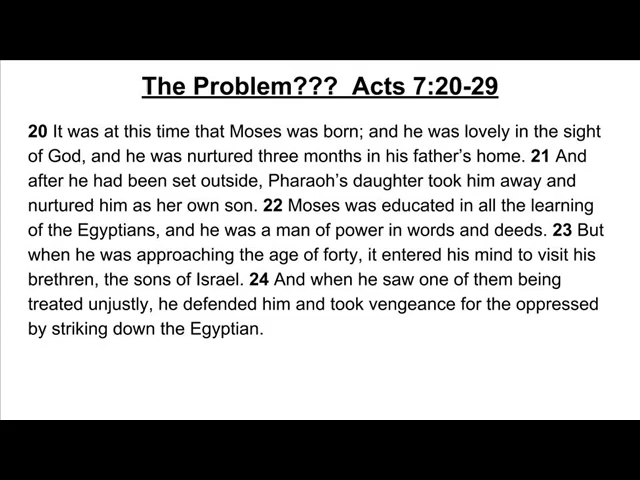 The Problem???  Acts 7:20-29
20 It was at this time that Moses was born; and he was lovely in the sight
of God, and he was nurtured three months in his father’s home. 21 And
after he had been set outside, Pharaoh’s daughter took him away and
nurtured him as her own son. 22 Moses was educated in all the learning
of the Egyptians, and he was a man of power in words and deeds. 23 But
when he was approaching the age of forty, it entered his mind to visit his
brethren, the sons of Israel. 24 And when he saw one of them being
treated unjustly, he defended him and took vengeance for the oppressed
by striking down the Egyptian.